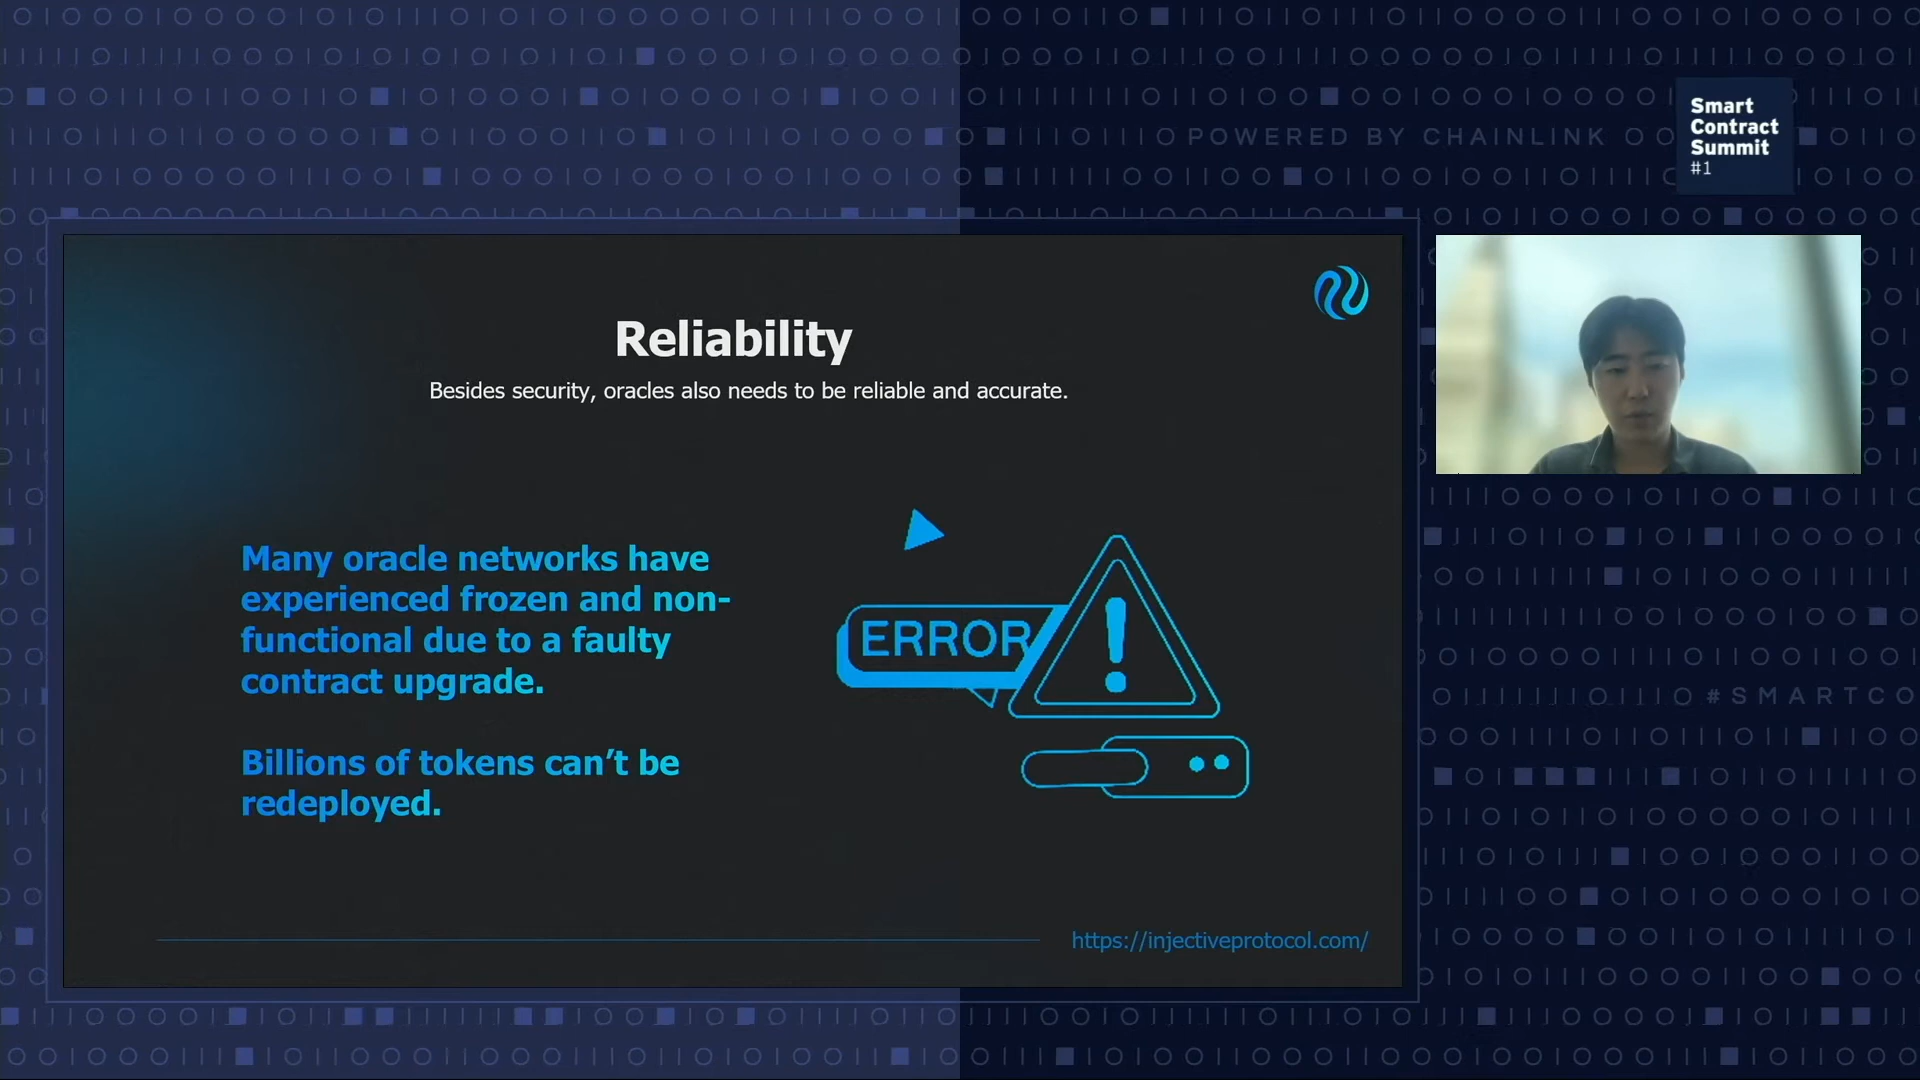 POWERED BY CHAINLINK
Smart
Contract
Summit
#1
Reliability
Besides security, oracles also needs to be reliable and accurate.
Many oracle networks have
experienced frozen and non-
functional due to a faulty
contract upgrade.
Billions of tokens can’t be
redeployed.
ERROR
!
#SMARTCO
https://injectiveprotocol.com/